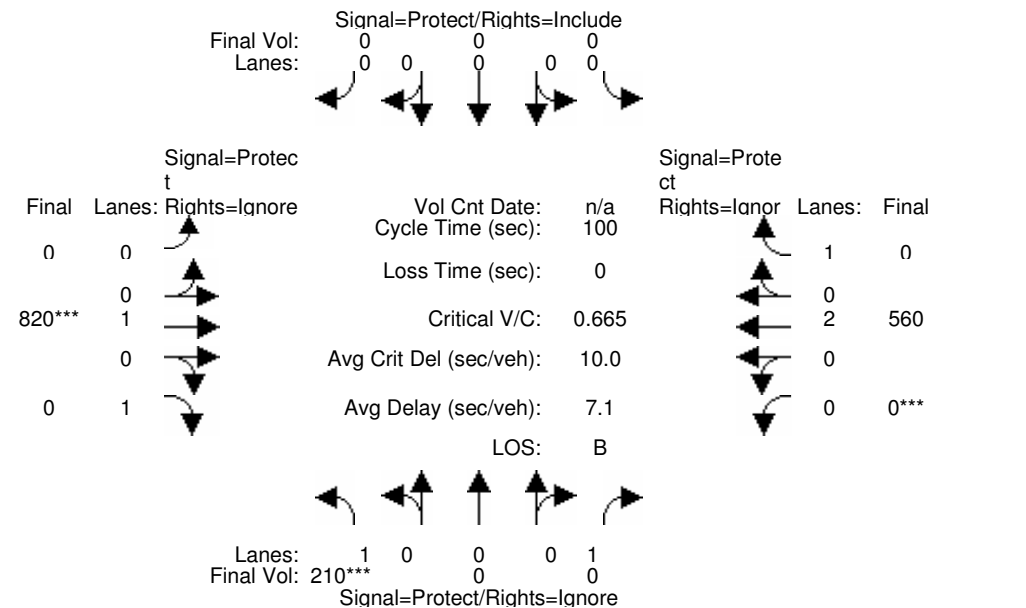 Signal=Protect/Rights=Include
Final Vol: 0 0 0
Lanes: 0 0 0 0 0
Signal=Protec
t
Rights=Ignore
Signal=Prote
ct
Rights=Ignor
Final Lanes: Vol Cnt Date: n/a Lanes: Final
Cycle Time (sec): 100
0 0 1 0
Loss Time (sec): 0
0 0
820*** 1 Critical V/C: 0.665 2 560
0 Avg Crit Del (sec/veh): 10.0 0
0 1 Avg Delay (sec/veh): 7.1 0 0***
LOS: B
Lanes: 1 0 0 0 1
Final Vol: 210*** 0 0
Signal=Protect/Rights=Ignore